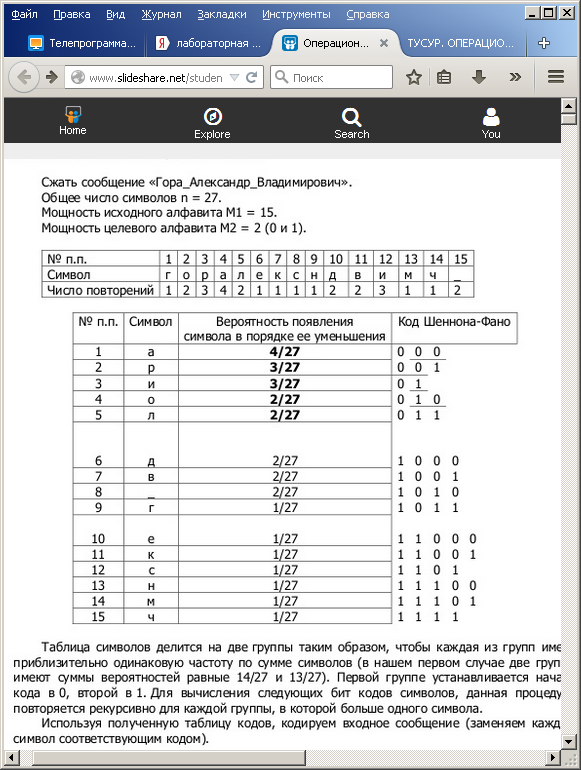 Файл Правка Вид Журнал Закладки Инструменты Справка
Телепрограмма... лабораторная ... Операцион... ТУСУР. ОПЕРАЦИО...
www.slideshare.net/studen Поиск
Home Explore Search You
Сжать сообщение «Гора_Александр_Владимирович».
Общее число символов n = 27.
Мощность исходного алфавита M1 = 15.
Мощность целевого алфавита M2 = 2 (0 и 1).
№ п.п. 1 2 3 4 5 6 7 8 9 10 11 12 13 14 15
Символ г о р а л е к с н д в и м ч _
Число повторений 1 2 3 4 2 1 1 1 1 2 2 3 1 1 2
№ п.п. Символ Вероятность появления Код Шеннона-Фано
символа в порядке ее уменьшения
1 а 4/27 0 0 0
2 р 3/27 0 0 1
3 и 3/27 0 1
4 о 2/27 0 1 0
5 л 2/27 0 1 1
6 д 2/27 1 0 0 0
7 в 2/27 1 0 0 1
8 _ 2/27 1 0 1 0
9 г 1/27 1 0 1 1
10 е 1/27 1 1 0 0 0
11 к 1/27 1 1 0 0 1
12 с 1/27 1 1 0 1
13 н 1/27 1 1 1 0 0
14 м 1/27 1 1 1 0 1
15 ч 1/27 1 1 1 1
Таблица символов делится на две группы таким образом, чтобы каждая из групп име
приблизительно одинаковую частоту по сумме символов (в нашем первом случае две груп
имеют суммы вероятностей равные 14/27 и 13/27). Первой группе устанавливается нача
кода в 0, второй в 1. Для вычисления следующих бит кодов символов, данная процеду
повторяется рекурсивно для каждой группы, в которой больше одного символа.
Используя полученную таблицу кодов, кодируем входное сообщение (заменяем кажд
символ соответствующим кодом).